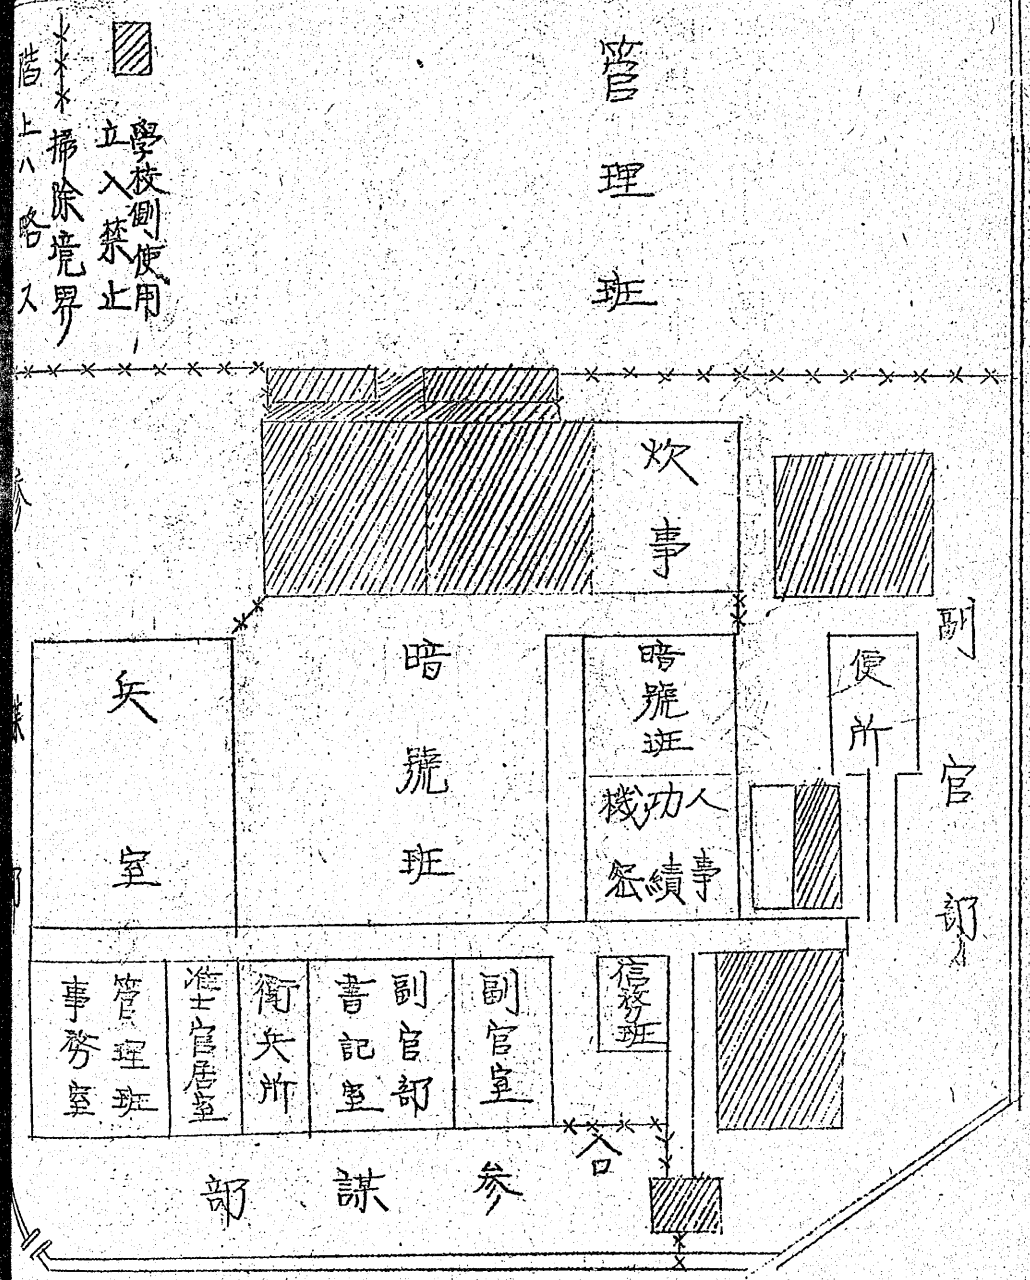 學校側使用
立入禁止
掃除境界
階上ハ略ス
管理班
炊事
副官部
便所
暗號班
人事
功績
機
暗號班
兵室
信務班
副官室
副官部
書記室
衛兵所
准士官居室
管理班
事務室
參謀部